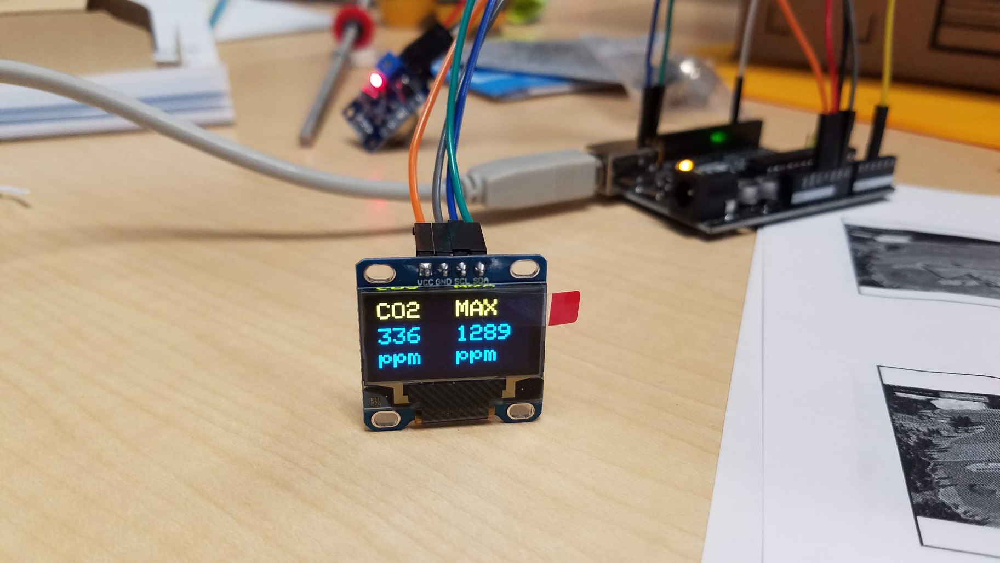 VCC GND SCL SDA
CO2 MAX
336 1289
ppm ppm